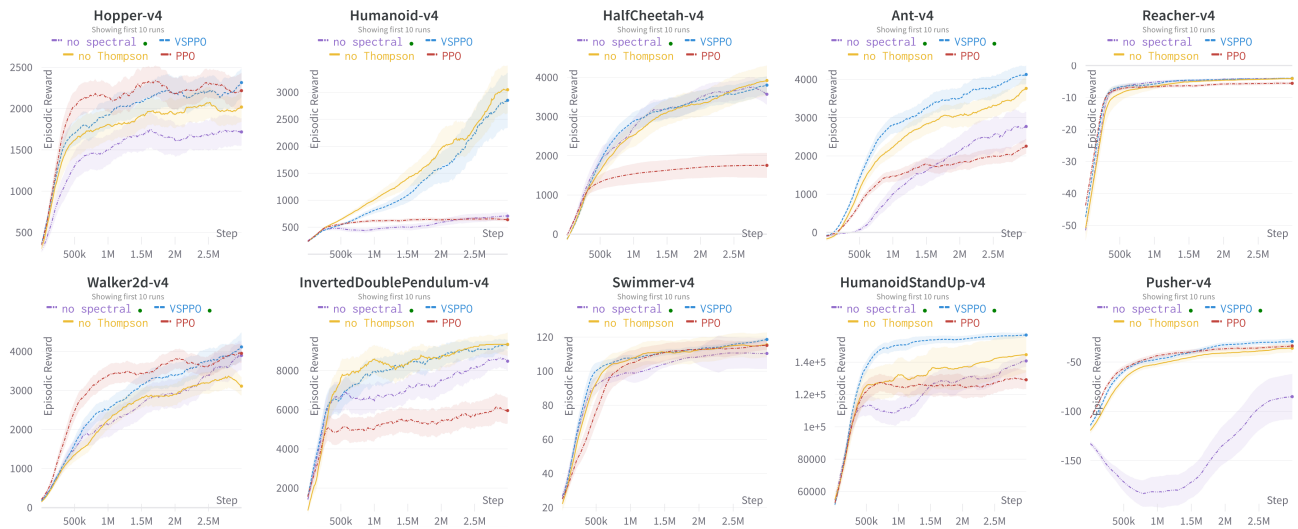 Hopper-v4
Showing first 10 runs
no spectral VSPPO
no Thompson PPO
Episodic Reward
2500
2000
1500
1000
500
Step
500k 1M 1.5M 2M 2.5M
Humanoid-v4
Showing first 10 runs
no spectral VSPPO
no Thompson PPO
Episodic Reward
3000
2500
2000
1500
1000
500
Step
500k 1M 1.5M 2M 2.5M
HalfCheetah-v4
Showing first 10 runs
no spectral VSPPO
no Thompson PPO
Episodic Reward
4000
3000
2000
1000
0
Step
500k 1M 1.5M 2M 2.5M
Ant-v4
Showing first 10 runs
no spectral VSPPO
no Thompson PPO
Episodic Reward
4000
3000
2000
1000
0
Step
500k 1M 1.5M 2M 2.5M
Reacher-v4
Showing first 10 runs
no spectral VSPPO
no Thompson PPO
Episodic Reward
0
-10
-20
-30
-40
-50
Step
500k 1M 1.5M 2M 2.5M
Walker2d-v4
Showing first 10 runs
no spectral VSPPO
no Thompson PPO
Episodic Reward
4000
3000
2000
1000
0
Step
500k 1M 1.5M 2M 2.5M
InvertedDoublePendulum-v4
Showing first 10 runs
no spectral VSPPO
no Thompson PPO
Episodic Reward
8000
6000
4000
2000
Step
500k 1M 1.5M 2M 2.5M
Swimmer-v4
Showing first 10 runs
no spectral VSPPO
no Thompson PPO
Episodic Reward
120
100
80
60
40
20
Step
500k 1M 1.5M 2M 2.5M
HumanoidStandUp-v4
Showing first 10 runs
no spectral VSPPO
no Thompson PPO
Episodic Reward
1.4e+5
1.2e+5
1e+5
80000
60000
Step
500k 1M 1.5M 2M 2.5M
Pusher-v4
Showing first 10 runs
no spectral VSPPO
no Thompson PPO
Episodic Reward
-50
-100
-150
Step
500k 1M 1.5M 2M 2.5M